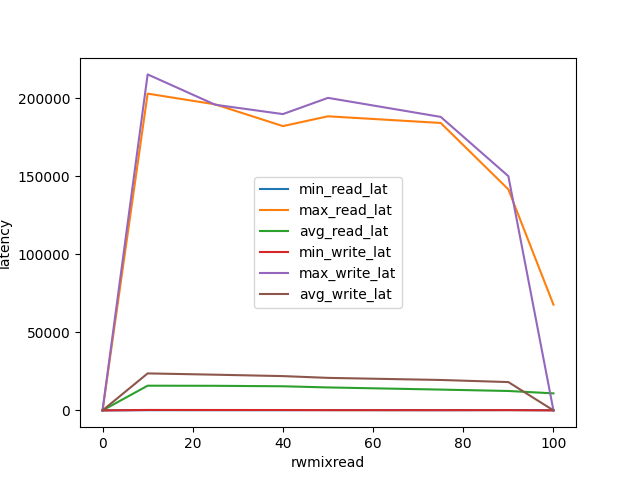 200000
150000
100000
50000
0
latency
min_read_lat
max_read_lat
avg_read_lat
min_write_lat
max_write_lat
avg_write_lat
0 20 40 60 80 100
rwmixread